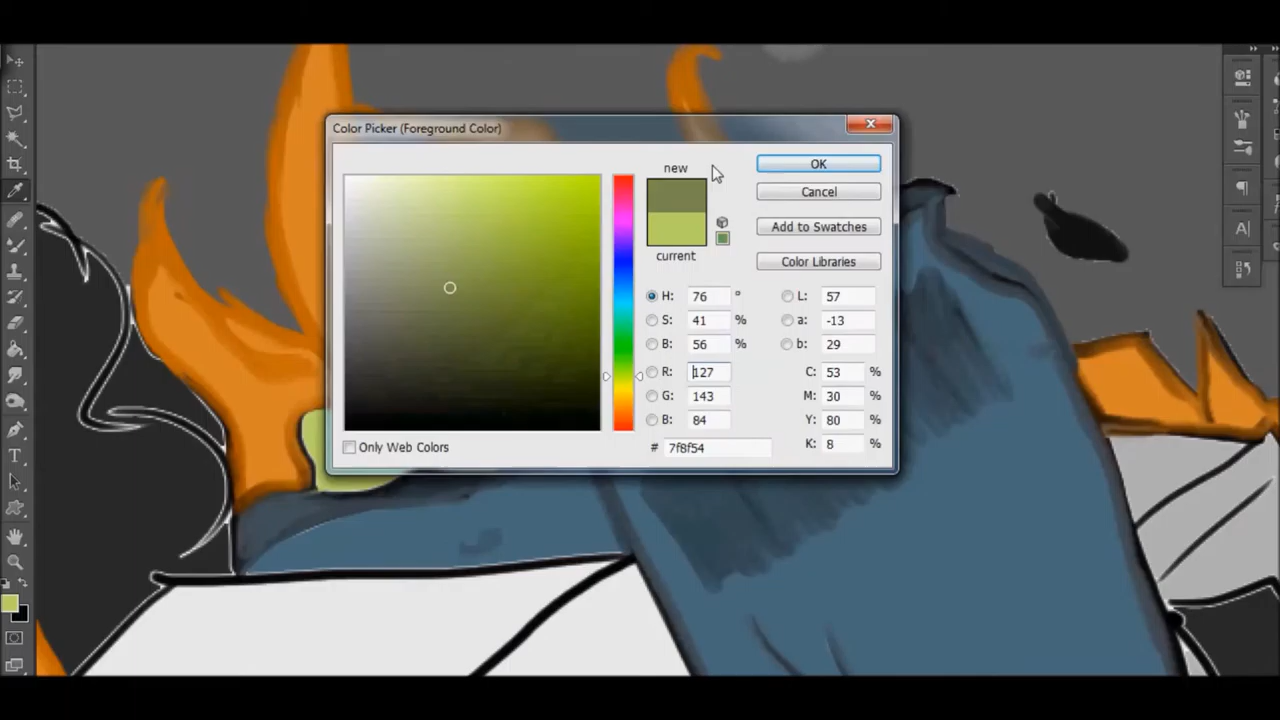 Color Picker (Foreground Color)
new
current
OK
Cancel
Add to Swatches
Color Libraries
H: 76 °
S: 41 %
B: 56 %
R: 127
G: 143
B: 84
# 7f8f54
L: 57
a: -13
b: 29
C: 53 %
M: 30 %
Y: 80 %
K: 8 %
Only Web Colors